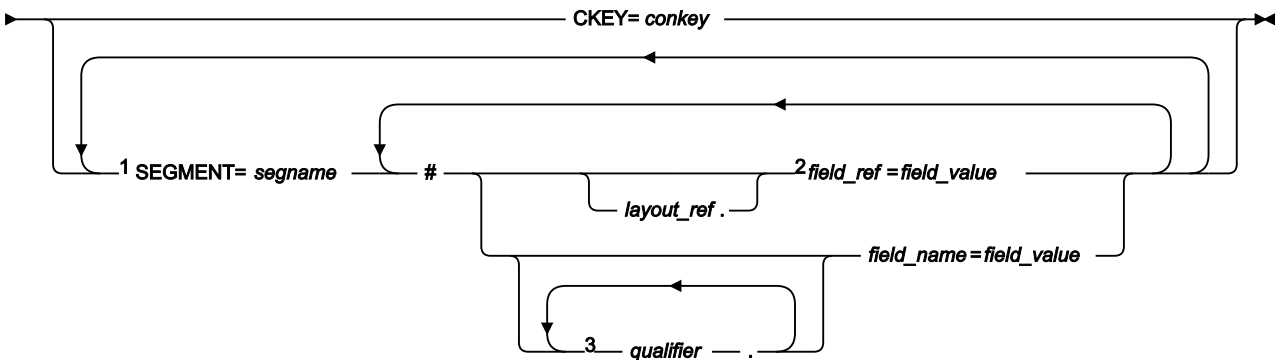 CKEY= conkey
1 SEGMENT= segname # 2 field_ref =field_value
layout_ref .
field_name =field_value
3 qualifier .